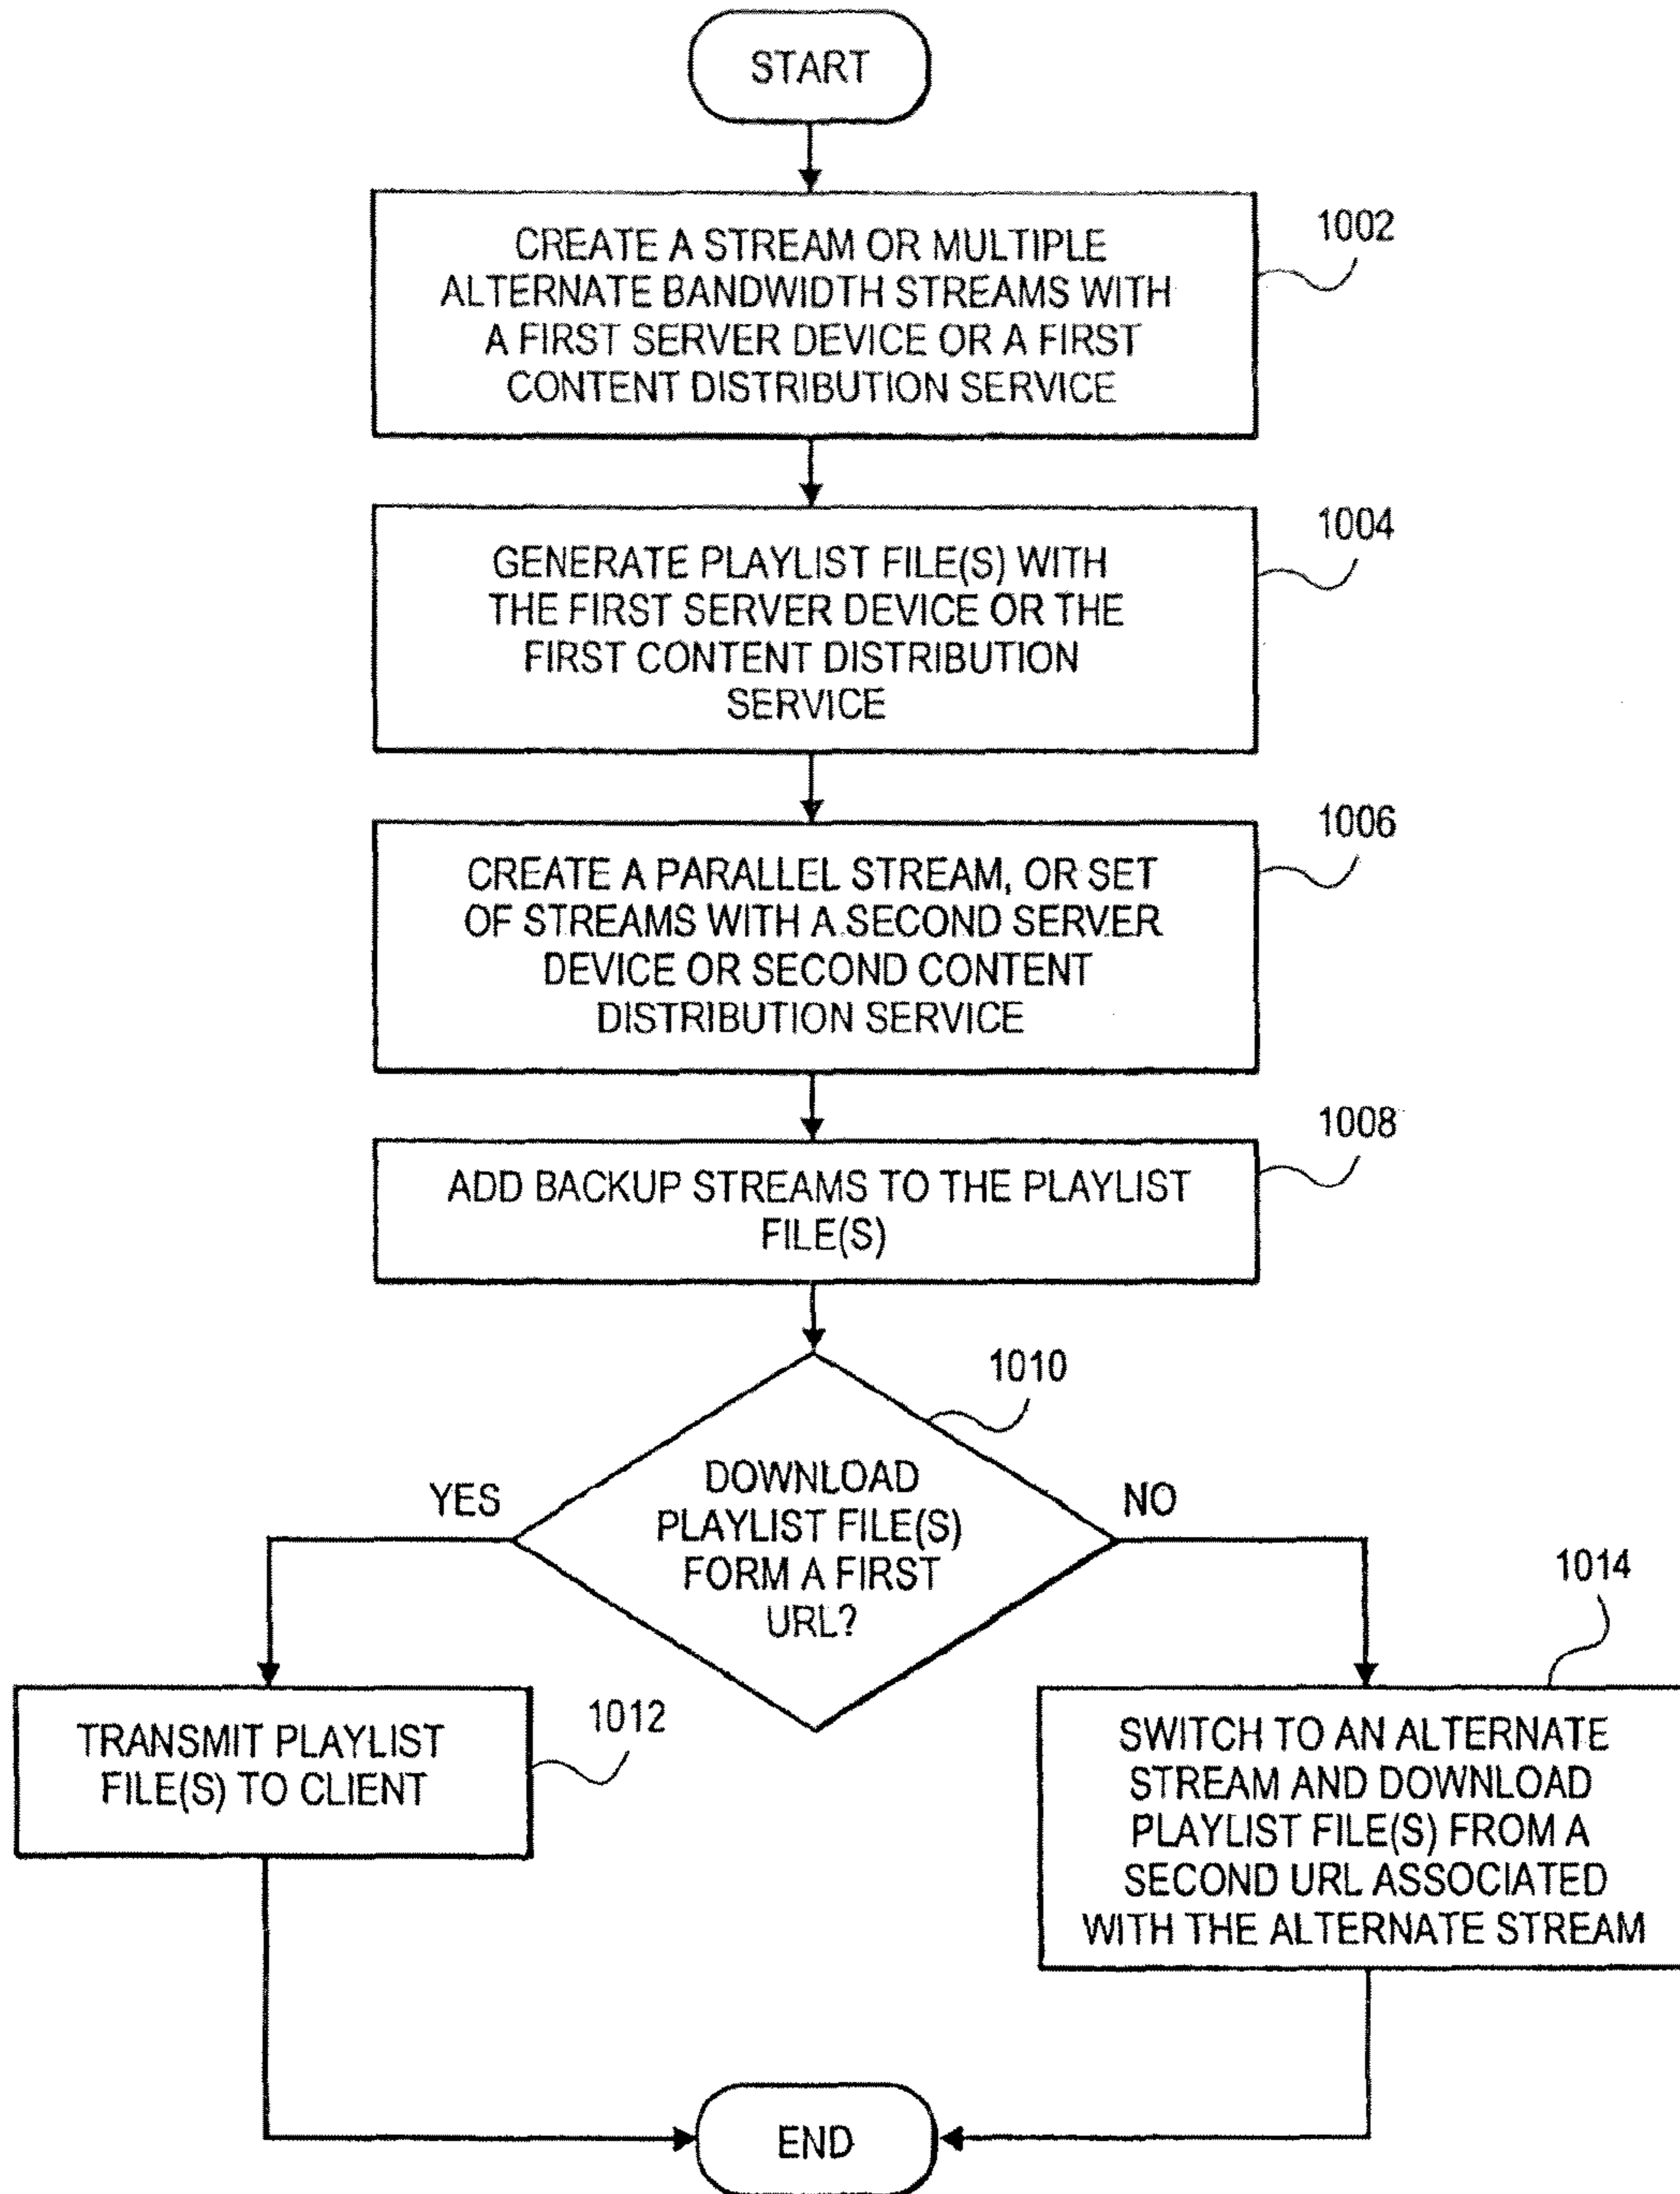 START
CREATE A STREAM OR MULTIPLE
ALTERNATE BANDWIDTH STREAMS WITH
A FIRST SERVER DEVICE OR A FIRST
CONTENT DISTRIBUTION SERVICE
1002
GENERATE PLAYLIST FILE(S) WITH
THE FIRST SERVER DEVICE OR THE
FIRST CONTENT DISTRIBUTION
SERVICE
1004
CREATE A PARALLEL STREAM, OR SET
OF STREAMS WITH A SECOND SERVER
DEVICE OR SECOND CONTENT
DISTRIBUTION SERVICE
1006
ADD BACKUP STREAMS TO THE PLAYLIST
FILE(S)
1008
1010
DOWNLOAD
PLAYLIST FILE(S)
FORM A FIRST
URL?
YES
NO
TRANSMIT PLAYLIST
FILE(S) TO CLIENT
1012
1014
SWITCH TO AN ALTERNATE
STREAM AND DOWNLOAD
PLAYLIST FILE(S) FROM A
SECOND URL ASSOCIATED
WITH THE ALTERNATE STREAM
END